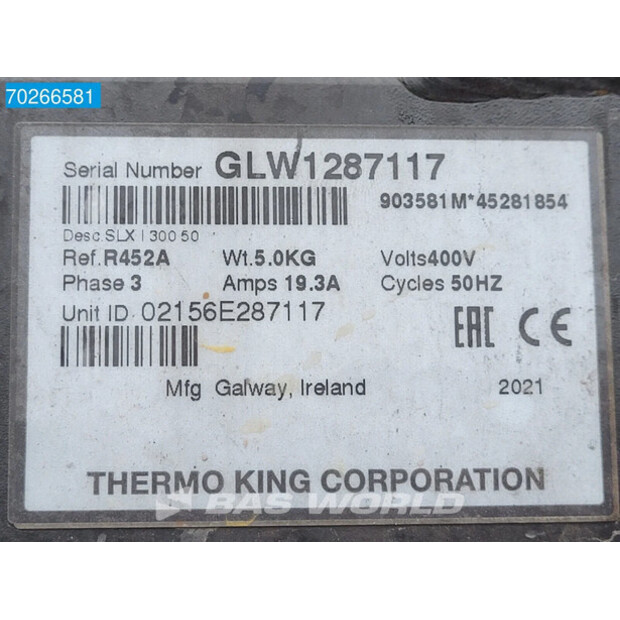 70266581
Serial Number GLW1287117
903581M*45281854
Desc.SLX I 300 50
Ref.R452A Wt.5.0KG Volts400V
Phase 3 Amps 19.3A Cycles 50HZ
Unit ID 02156E287117
EAC CE
Mfg Galway, Ireland 2021
THERMO KING CORPORATION
BAS WORLD